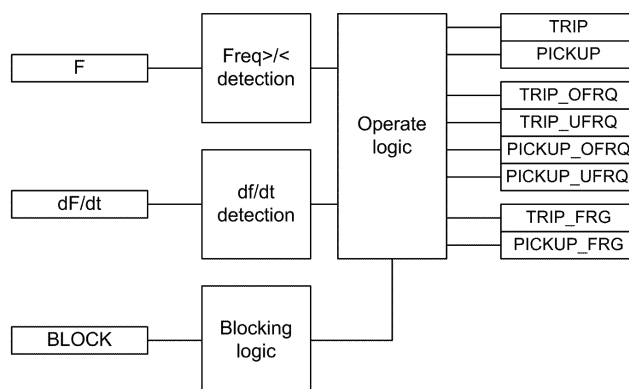 F
Freq>/<
detection
dF/dt
df/dt
detection
BLOCK
Blocking
logic
Operate
logic
TRIP
PICKUP
TRIP_OFRQ
TRIP_UFRQ
PICKUP_OFRQ
PICKUP_UFRQ
TRIP_FRG
PICKUP_FRG